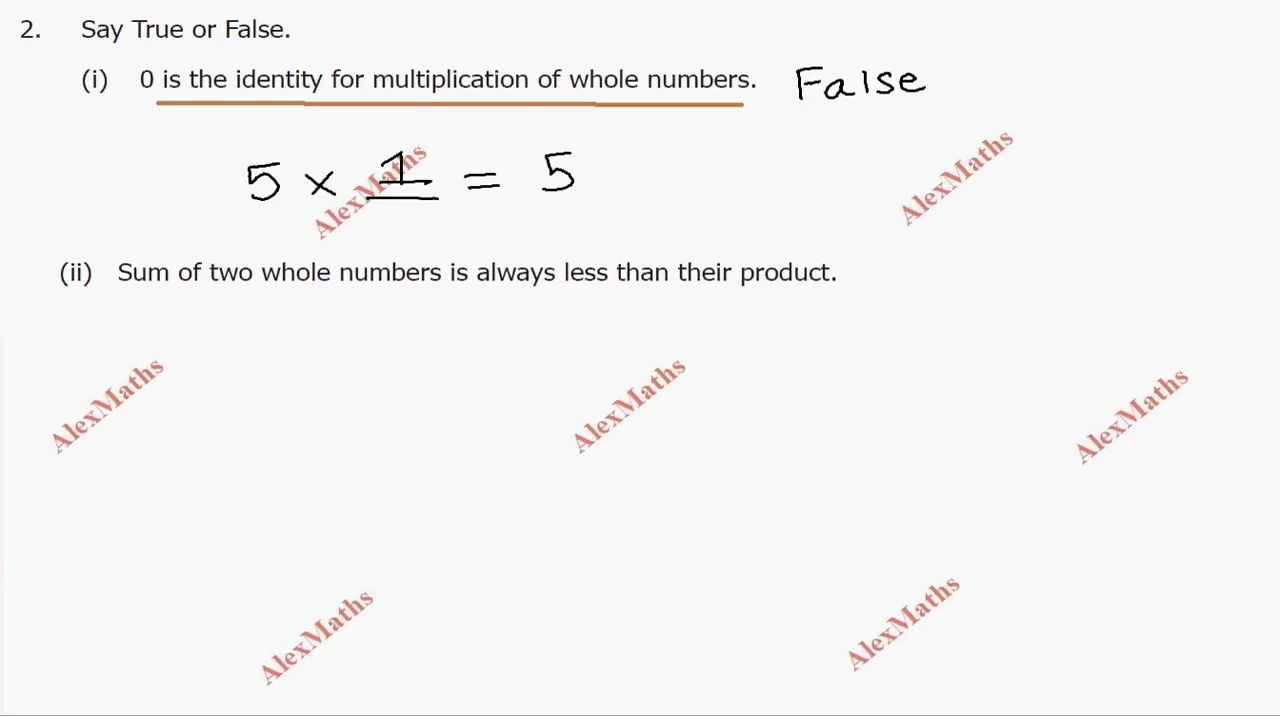 2. Say True or False.
(i) 0 is the identity for multiplication of whole numbers. False
5 × 1 = 5
AlexMaths
AlexMaths
(ii) Sum of two whole numbers is always less than their product.
AlexMaths
AlexMaths
AlexMaths
AlexMaths
AlexMaths